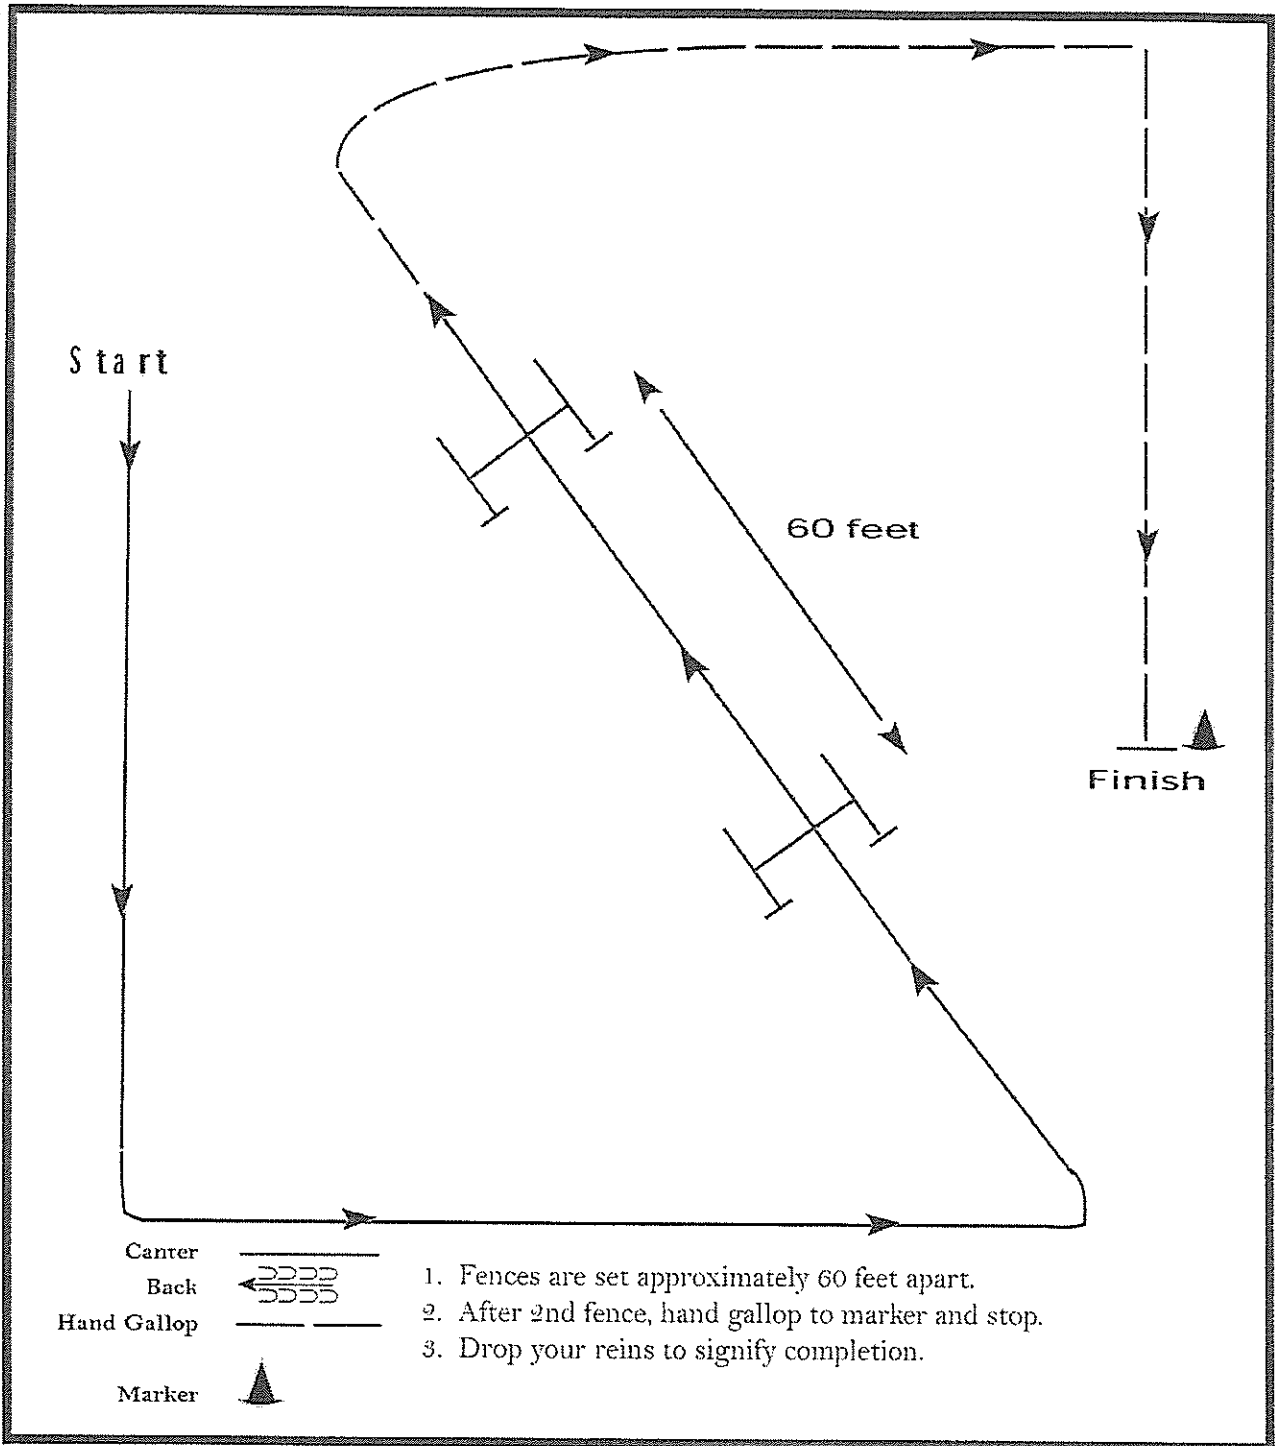 Start
60 feet
Finish
Canter
Back
Hand Gallop
Marker
1. Fences are set approximately 60 feet apart.
2. After 2nd fence, hand gallop to marker and stop.
3. Drop your reins to signify completion.